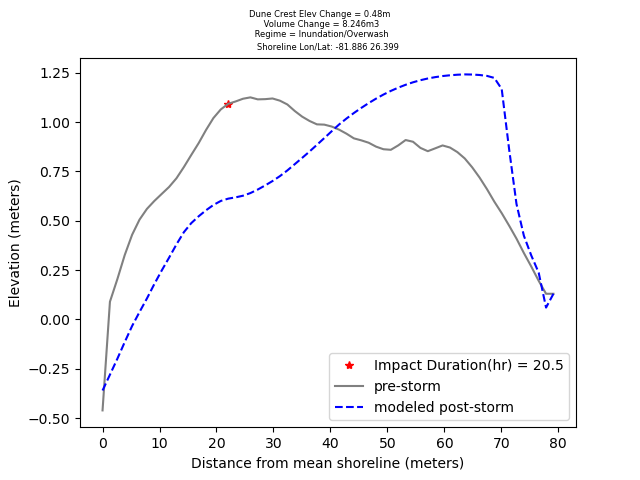 Dune Crest Elev Change = 0.48m
Volume Change = 8.246m3
Regime = Inundation/Overwash
Shoreline Lon/Lat: -81.886 26.399
1.25
1.00
0.75
0.50
0.25
0.00
−0.25
−0.50
Elevation (meters)
Impact Duration(hr) = 20.5
pre-storm
modeled post-storm
0 10 20 30 40 50 60 70 80
Distance from mean shoreline (meters)